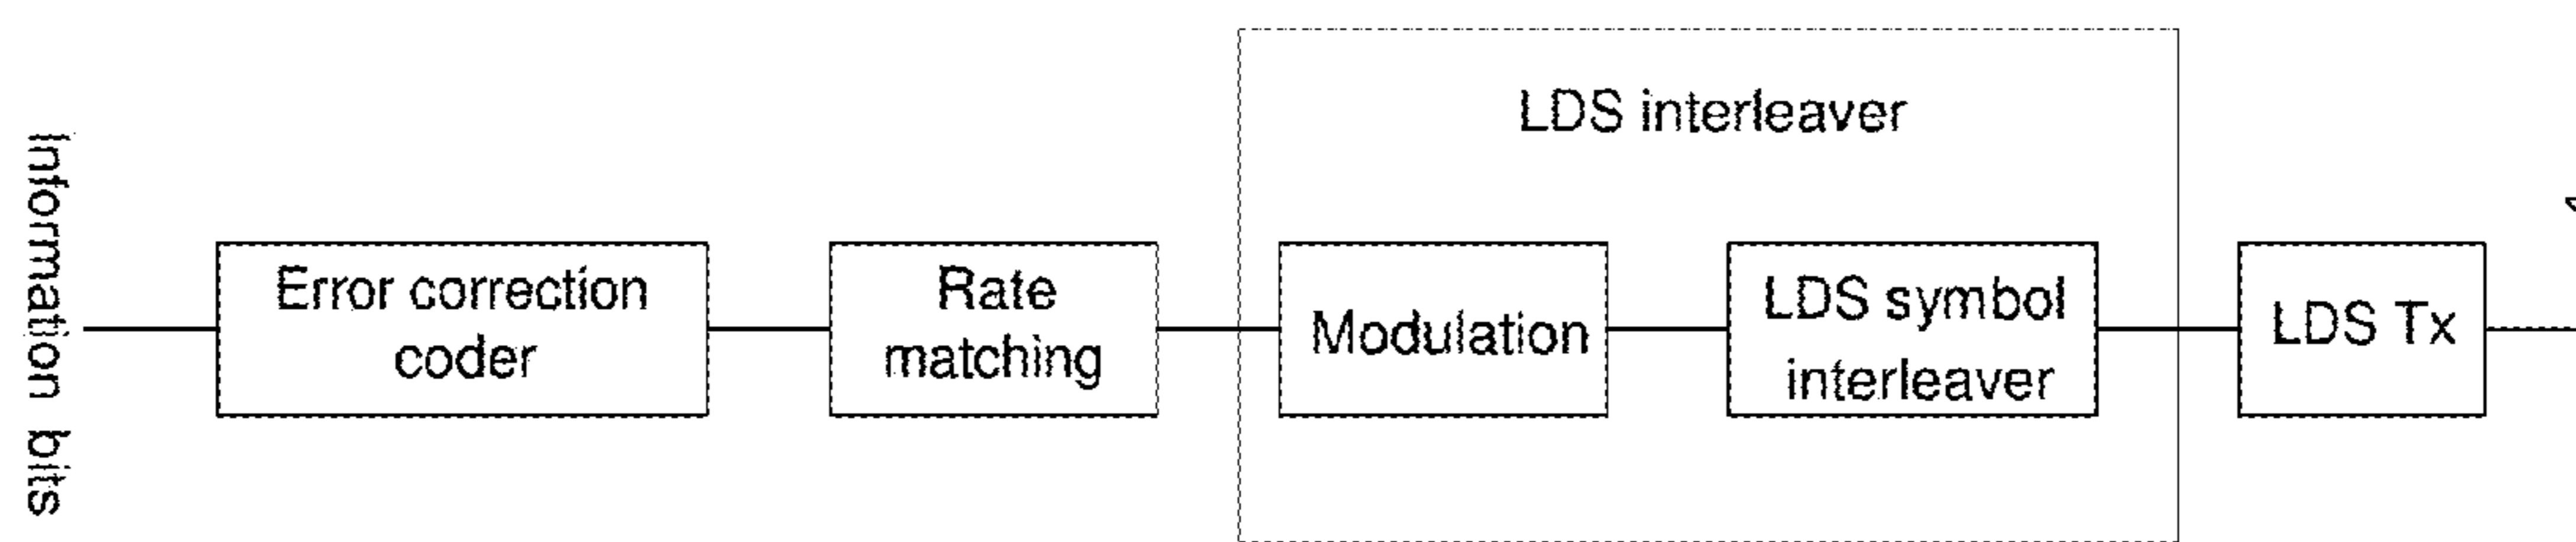 Information bits
Error correction
coder
Rate
matching
LDS interleaver
Modulation
LDS symbol
interleaver
LDS Tx